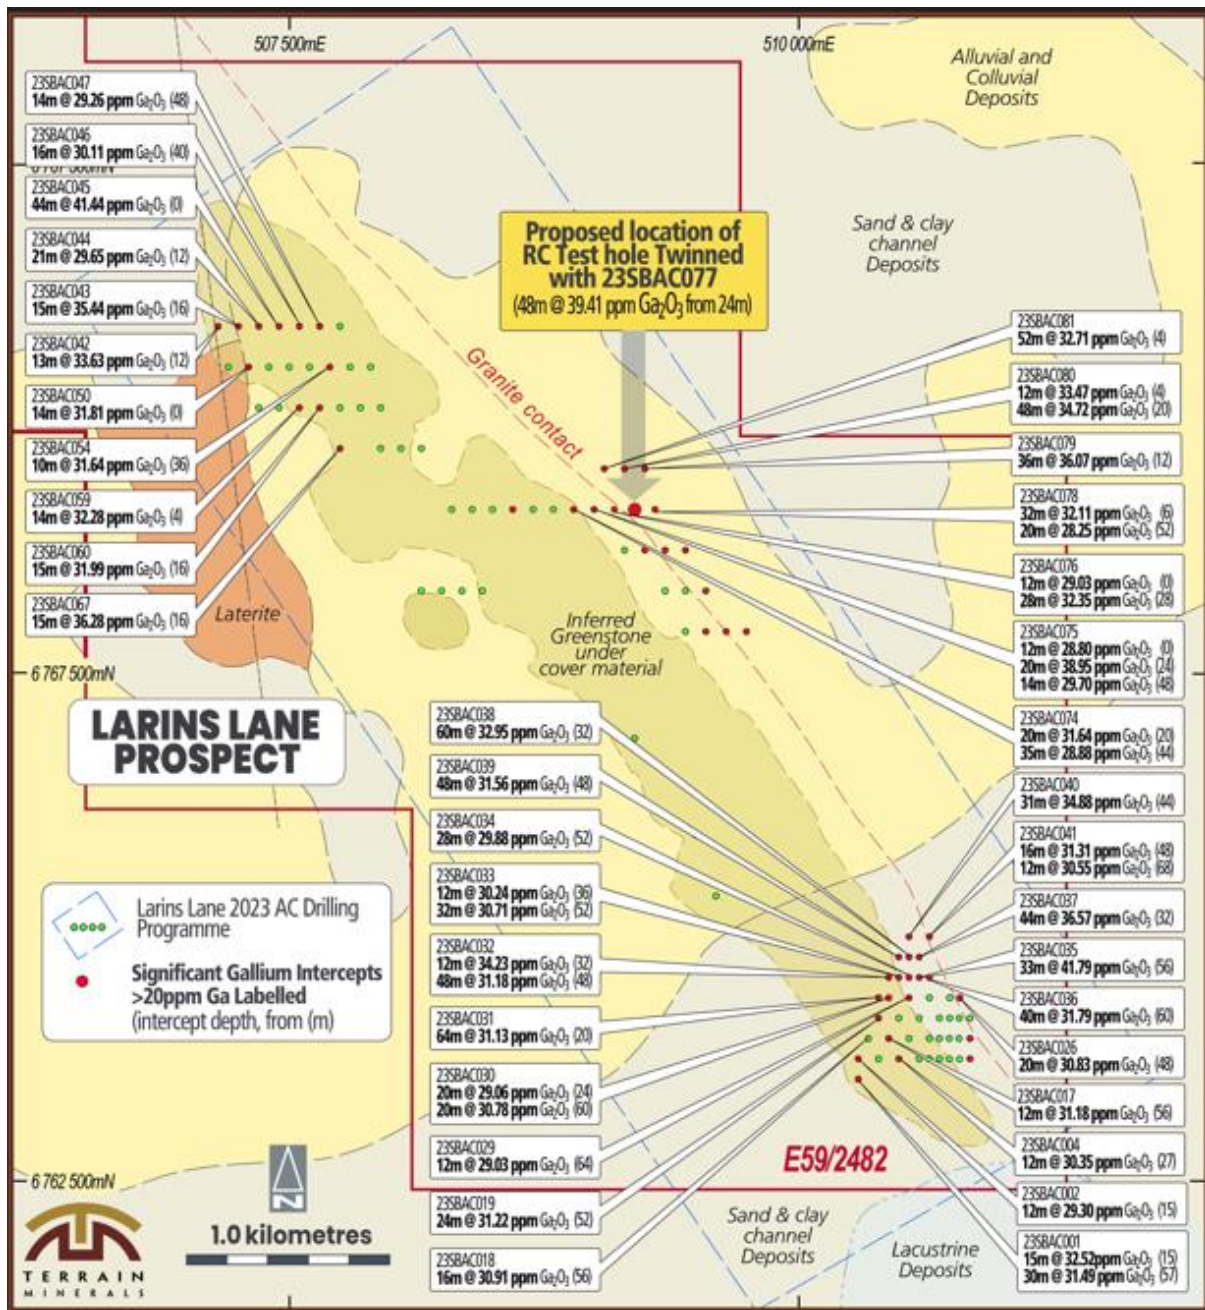 507 500mE
510 000mE
Alluvial and
Colluvial
Deposits
23SBAC047
14m @ 29.26 ppm Ga₂O₃ (48)
23SBAC046
16m @ 30.11 ppm Ga₂O₃ (40)
6 767 500mN
23SBAC045
44m @ 41.44 ppm Ga₂O₃ (0)
23SBAC044
21m @ 29.65 ppm Ga₂O₃ (12)
23SBAC043
15m @ 35.44 ppm Ga₂O₃ (16)
23SBAC042
13m @ 33.63 ppm Ga₂O₃ (12)
23SBAC050
14m @ 31.81 ppm Ga₂O₃ (0)
23SBAC054
10m @ 31.64 ppm Ga₂O₃ (36)
23SBAC059
14m @ 32.28 ppm Ga₂O₃ (4)
23SBAC060
15m @ 31.99 ppm Ga₂O₃ (16)
23SBAC067
15m @ 36.28 ppm Ga₂O₃ (16)
Sand & clay
channel
Deposits
Proposed location of
RC Test hole Twinned
with 23SBAC077
(48m @ 39.41 ppm Ga₂O₃ from 24m)
Granite contact
23SBAC081
52m @ 32.71 ppm Ga₂O₃ (4)
23SBAC080
12m @ 33.47 ppm Ga₂O₃ (4)
48m @ 34.72 ppm Ga₂O₃ (20)
23SBAC079
36m @ 36.07 ppm Ga₂O₃ (12)
23SBAC078
32m @ 32.11 ppm Ga₂O₃ (6)
20m @ 28.25 ppm Ga₂O₃ (52)
23SBAC076
12m @ 29.03 ppm Ga₂O₃ (0)
28m @ 32.35 ppm Ga₂O₃ (28)
23SBAC075
12m @ 28.80 ppm Ga₂O₃ (0)
20m @ 38.95 ppm Ga₂O₃ (24)
14m @ 29.70 ppm Ga₂O₃ (48)
23SBAC074
20m @ 31.64 ppm Ga₂O₃ (20)
35m @ 28.88 ppm Ga₂O₃ (44)
Laterite
Inferred
Greenstone
under
cover material
6 767 500mN
LARINS LANE
PROSPECT
23SBAC038
60m @ 32.95 ppm Ga₂O₃ (32)
23SBAC039
48m @ 31.56 ppm Ga₂O₃ (48)
23SBAC034
28m @ 29.88 ppm Ga₂O₃ (52)
23SBAC033
12m @ 30.24 ppm Ga₂O₃ (36)
32m @ 30.71 ppm Ga₂O₃ (52)
23SBAC032
12m @ 34.23 ppm Ga₂O₃ (32)
48m @ 31.18 ppm Ga₂O₃ (48)
23SBAC031
64m @ 31.13 ppm Ga₂O₃ (20)
23SBAC030
20m @ 29.06 ppm Ga₂O₃ (24)
20m @ 30.78 ppm Ga₂O₃ (60)
23SBAC029
12m @ 29.03 ppm Ga₂O₃ (64)
23SBAC019
24m @ 31.22 ppm Ga₂O₃ (52)
23SBAC018
16m @ 30.91 ppm Ga₂O₃ (56)
23SBAC040
31m @ 34.88 ppm Ga₂O₃ (44)
23SBAC041
16m @ 31.31 ppm Ga₂O₃ (48)
12m @ 30.55 ppm Ga₂O₃ (68)
23SBAC037
44m @ 36.57 ppm Ga₂O₃ (32)
23SBAC035
33m @ 41.79 ppm Ga₂O₃ (56)
23SBAC036
40m @ 31.79 ppm Ga₂O₃ (60)
23SBAC026
20m @ 30.83 ppm Ga₂O₃ (48)
23SBAC017
12m @ 31.18 ppm Ga₂O₃ (56)
23SBAC004
12m @ 30.35 ppm Ga₂O₃ (27)
23SBAC002
12m @ 29.30 ppm Ga₂O₃ (15)
23SBAC001
15m @ 32.52ppm Ga₂O₃ (15)
30m @ 31.49 ppm Ga₂O₃ (57)
Larins Lane 2023 AC Drilling
Programme
Significant Gallium Intercepts
>20ppm Ga Labelled
(intercept depth, from (m)
E59/2482
6 762 500mN
N
1.0 kilometres
Sand & clay
channel
Deposits
Lacustrine
Deposits
TERRAIN
MINERALS